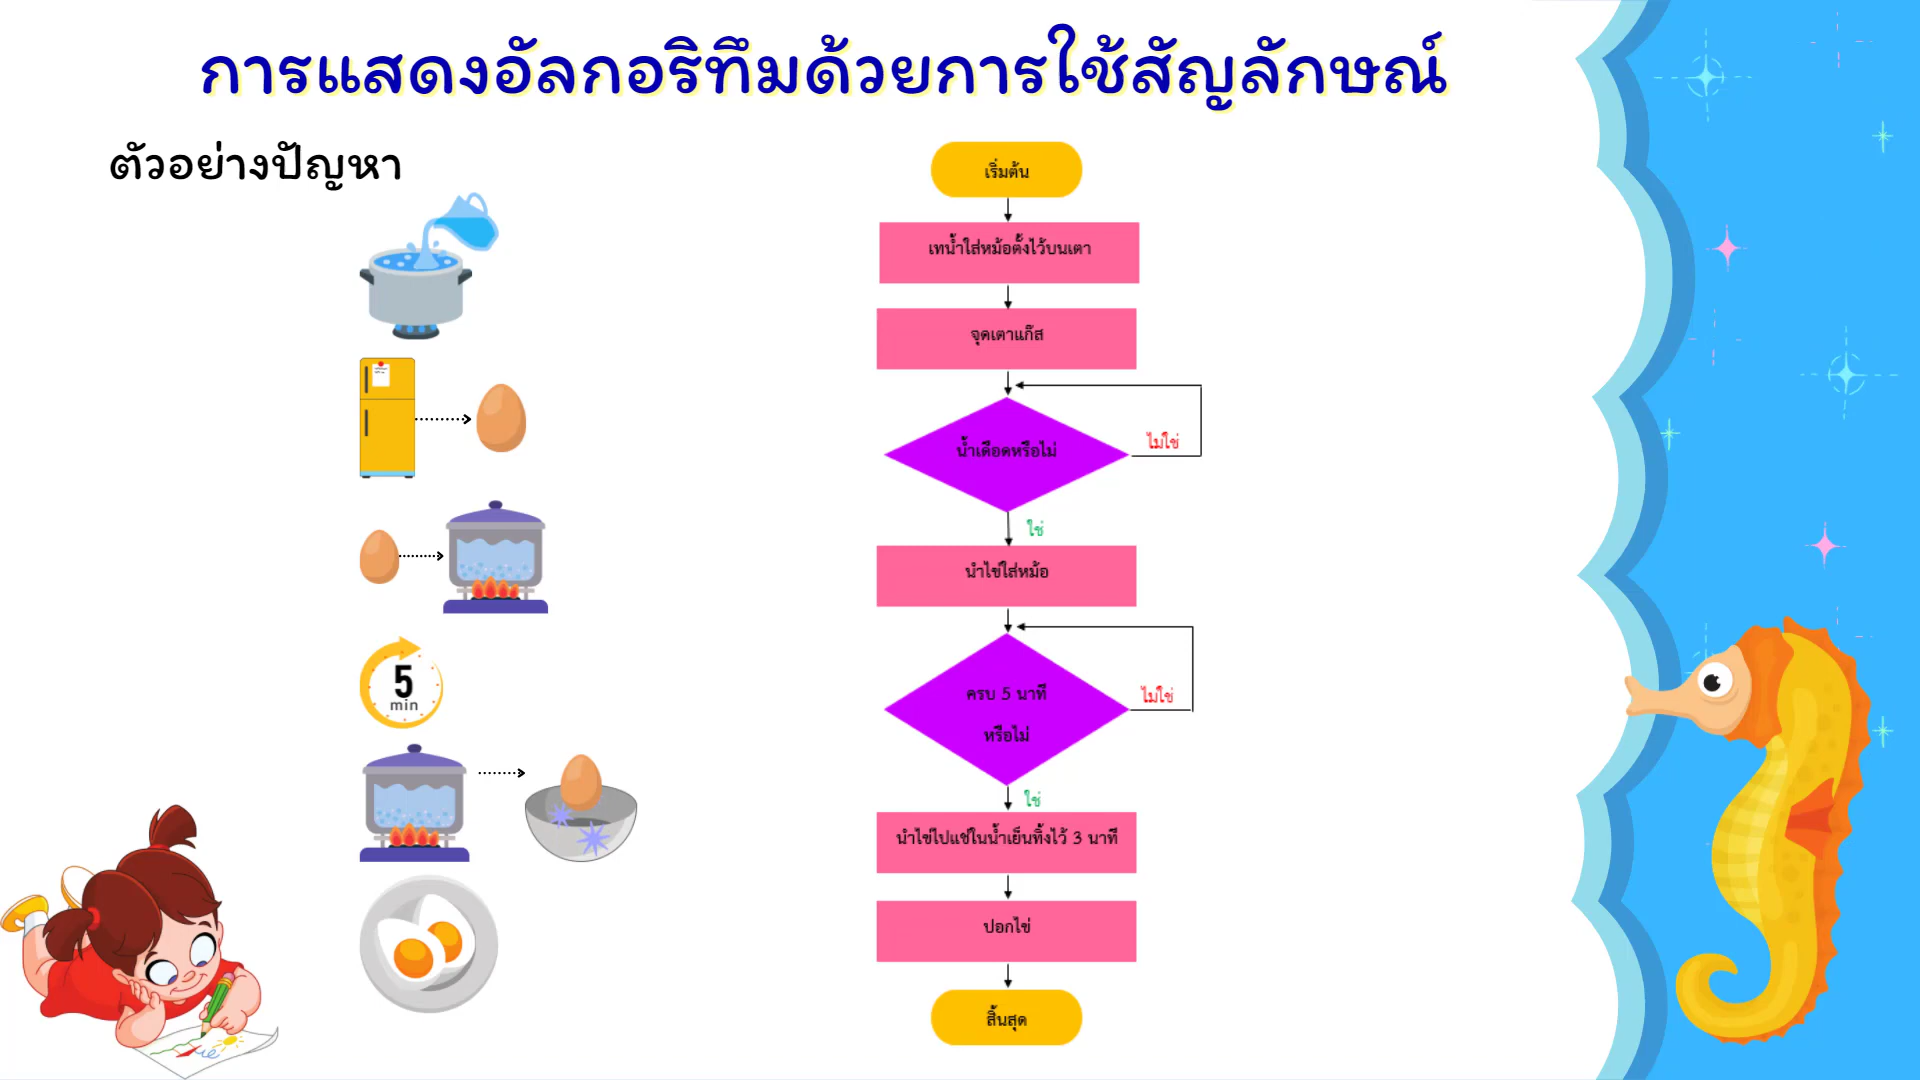 การแสดงอัลกอริทึมด้วยการใช้สัญลักษณ์
ตัวอย่างปัญหา
5
min
เริ่มต้น
เทน้ำใส่หม้อตั้งไว้บนเตา
จุดเตาแก๊ส
น้ำเดือดหรือไม่
ไม่ใช่
ใช่
นำไข่ใส่หม้อ
ครบ 5 นาที
หรือไม่
ไม่ใช่
ใช่
นำไข่ไปแช่ในน้ำเย็นทิ้งไว้ 3 นาที
ปอกไข่
สิ้นสุด